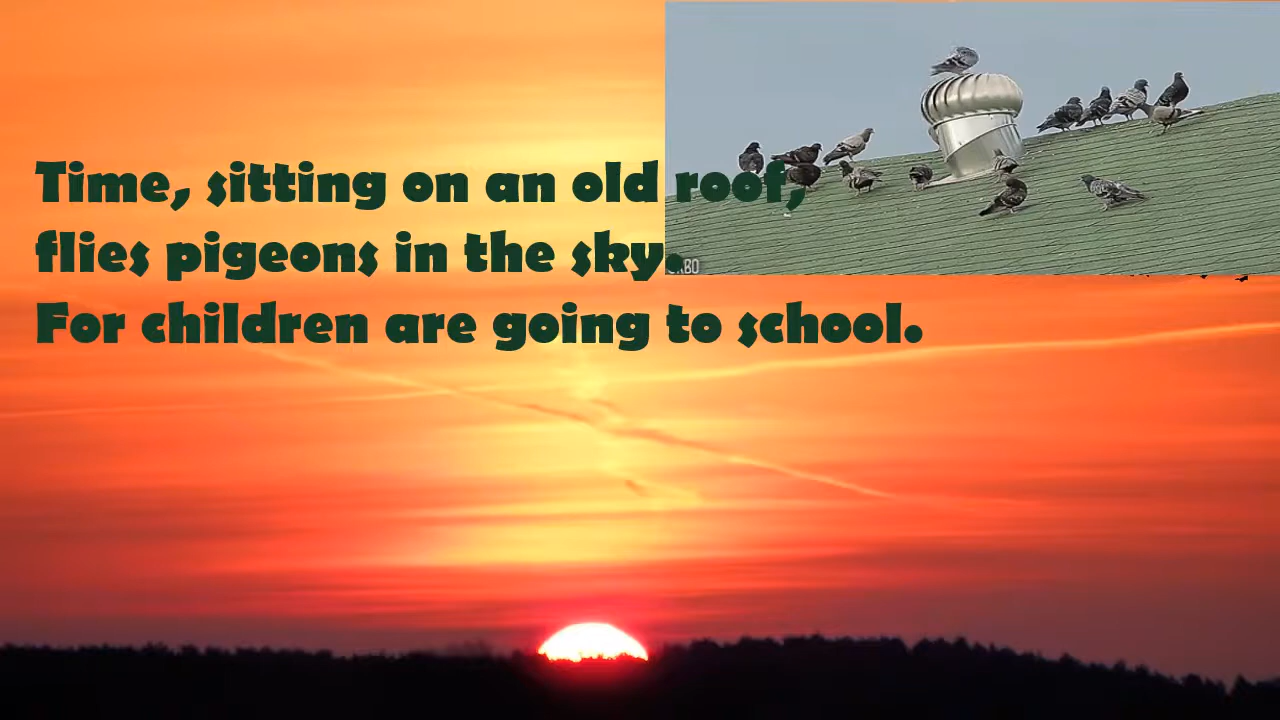 Time, sitting on an old roof,
flies pigeons in the sky.
For children are going to school.